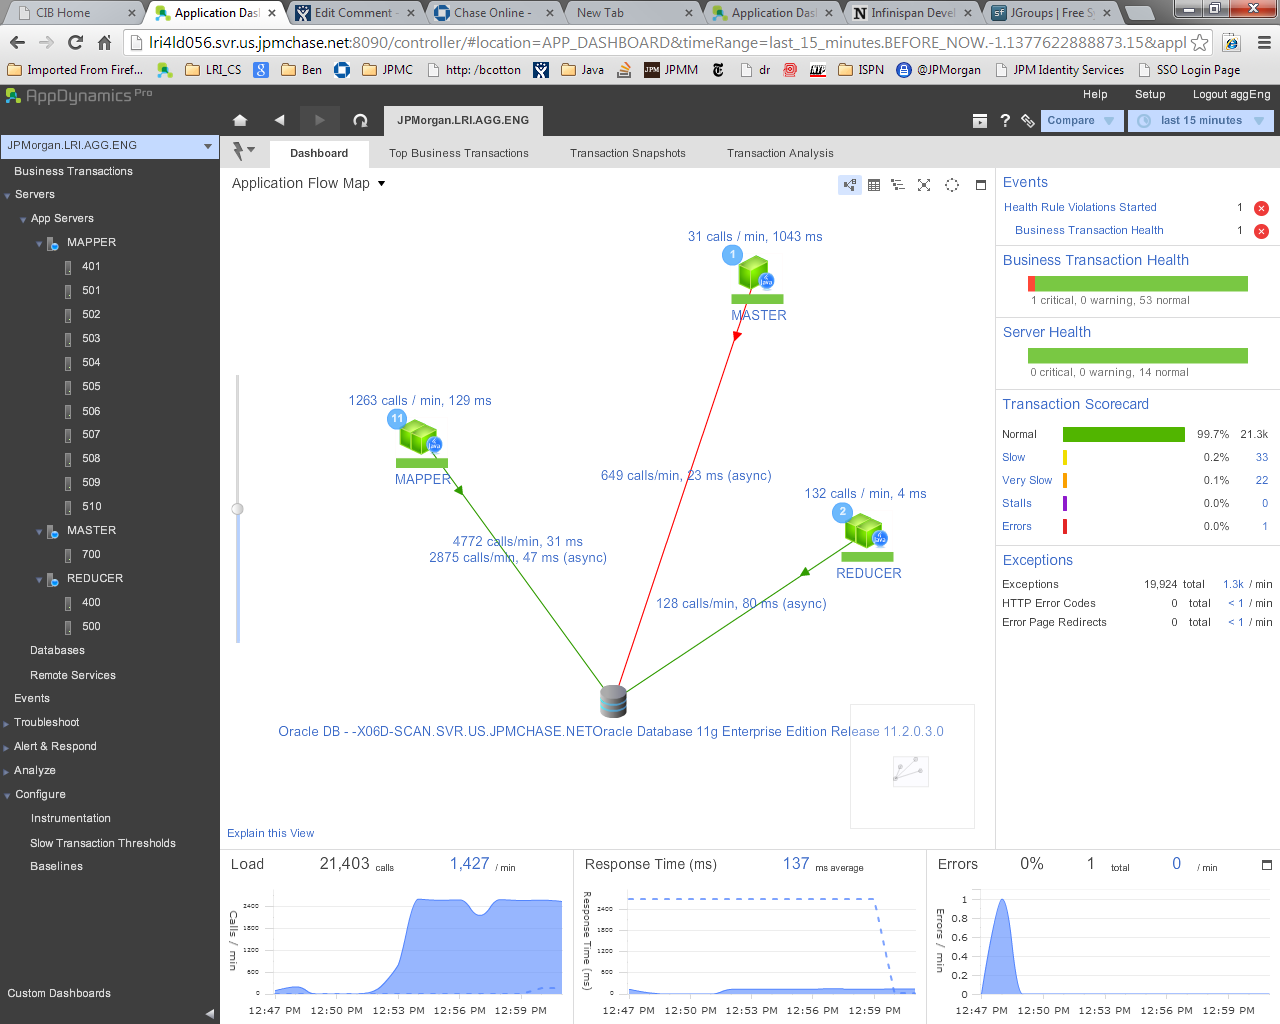 CIB Home
Application Das
Edit Comment -
Chase Online -
New Tab
Application Das
Infinispan Devel
JGroups | Free S
lri4ld056.svr.us.jpmchase.net:8090/controller/#location=APP_DASHBOARD&timeRange=last_15_minutes.BEFORE_NOW.-1.1377622888873.15&appl
Imported From Firef... LRI_CS Ben JPMC http: /bcotton Java JPMM dr ISPN @JPMorgan JPM Identity Services SSO Login Page
AppDynamics Pro
Help Setup Logout aggEng
JPMorgan.LRI.AGG.ENG
Compare last 15 minutes
JPMorgan.LRI.AGG.ENG
Dashboard Top Business Transactions Transaction Snapshots Transaction Analysis
Business Transactions
Servers
App Servers
MAPPER
401
501
502
503
504
505
506
507
508
509
510
MASTER
700
REDUCER
400
500
Databases
Remote Services
Events
Troubleshoot
Alert & Respond
Analyze
Configure
Instrumentation
Slow Transaction Thresholds
Baselines
Custom Dashboards
Application Flow Map
31 calls / min, 1043 ms
1
Java
MASTER
1263 calls / min, 129 ms
11
Java
MAPPER
649 calls/min, 23 ms (async)
132 calls / min, 4 ms
2
Java
REDUCER
4772 calls/min, 31 ms
2875 calls/min, 47 ms (async)
128 calls/min, 80 ms (async)
Oracle DB - -X06D-SCAN.SVR.US.JPMCHASE.NETOracle Database 11g Enterprise Edition Release 11.2.0.3.0
Explain this View
Events
Health Rule Violations Started 1
Business Transaction Health 1
Business Transaction Health
1 critical, 0 warning, 53 normal
Server Health
0 critical, 0 warning, 14 normal
Transaction Scorecard
Normal 99.7% 21.3k
Slow 0.2% 33
Very Slow 0.1% 22
Stalls 0.0% 0
Errors 0.0% 1
Exceptions
Exceptions 19,924 total 1.3k / min
HTTP Error Codes 0 total < 1 / min
Error Page Redirects 0 total < 1 / min
Load 21,403 calls 1,427 / min
Calls / min
2400
1800
1200
600
0
12:47 PM 12:50 PM 12:53 PM 12:56 PM 12:59 PM
Response Time (ms) 137 ms average
Response Time (ms)
2400
1800
1200
600
0
12:47 PM 12:50 PM 12:53 PM 12:56 PM 12:59 PM
Errors 0% 1 total 0 / min
Errors / min
1
0.8
0.6
0.4
0.2
0
12:47 PM 12:50 PM 12:53 PM 12:56 PM 12:59 PM